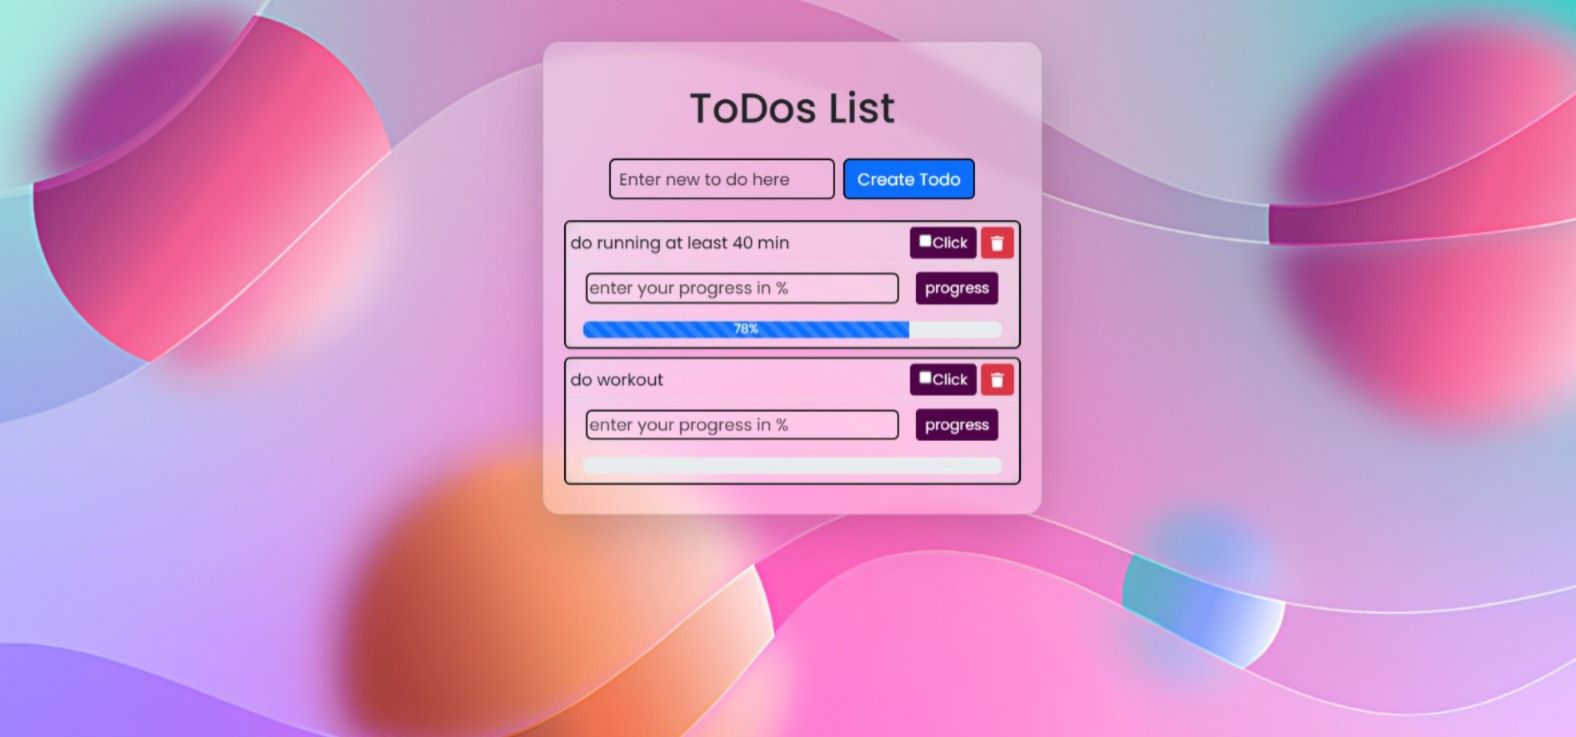 ToDos List
Enter new to do here Create Todo
do running at least 40 min Click
enter your progress in % progress
78%
do workout Click
enter your progress in % progress